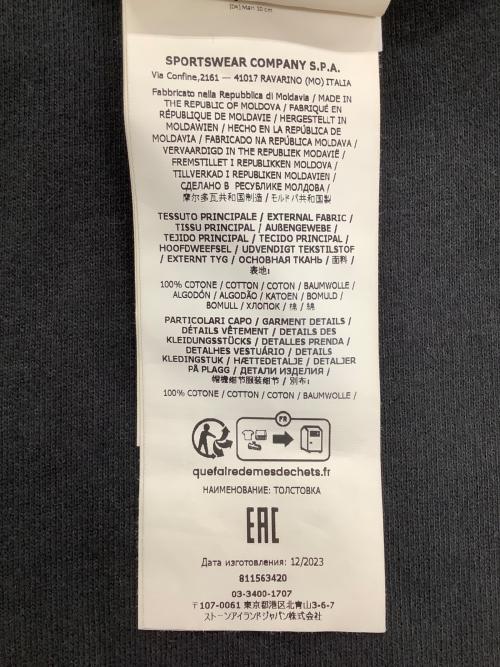 SPORTSWEAR COMPANY S.P.A.
Via Confine,2161 — 41017 RAVARINO (MO) ITALIA
Fabbricato nella Repubblica di Moldavia / MADE IN
THE REPUBLIC OF MOLDOVA / FABRIQUÉ EN
RÉPUBLIQUE DE MOLDAVIE / HERGESTELLT IN
MOLDAWIEN / HECHO EN LA REPÚBLICA DE
MOLDAVIA / FABRICADO NA REPÚBLICA MOLDAVA /
VERVAARDIGD IN THE REPUBLIEK MODAVIË /
FREMSTILLET I REPUBLIKKEN MOLDOVA /
TILLVERKAD I REPUBLIKEN MOLDAVIEN /
СДЕЛАНО В РЕСУБЛИКЕ МОЛДОВА /
摩尔多瓦共和国制造 / モルドバ共和国製
TESSUTO PRINCIPALE / EXTERNAL FABRIC /
TISSU PRINCIPAL / AUßENGEWEBE /
TEJIDO PRINCIPAL / TECIDO PRINCIPAL /
HOOFDWEEFSEL / UDVENDIGT TEKSTILSTOF
/ EXTERNT TYG / ОСНОВНАЯ ТКАНЬ / 面料 /
表地:
100% COTONE / COTTON / COTON / BAUMWOLLE /
ALGODÓN / ALGODÃO / KATOEN / BOMULD /
BOMULL / ХЛОПОК / 棉 / 綿
PARTICOLARI CAPO / GARMENT DETAILS /
DÉTAILS VÊTEMENT / DETAILS DES
KLEIDUNGSSTÜCKS / DETALLES PRENDA /
DETALHES VESTUÁRIO / DETAILS
KLEDINGSTUK / HÆTTEDETALJE / DETALJER
PÅ PLAGG / ДЕТАЛИ ИЗДЕЛИЯ /
帽機细节服装细节 / 別布:
100% COTONE / COTTON / COTON / BAUMWOLLE /
FR
quefairedemesdechets.fr
НАИМЕНОВАНИЕ: ТОЛСТОВКА
EAC
Дата изготовления: 12/2023
811563420
03-3400-1707
〒107-0061 東京都港区北青山3-6-7
ストーンアイランドジャパン株式会社